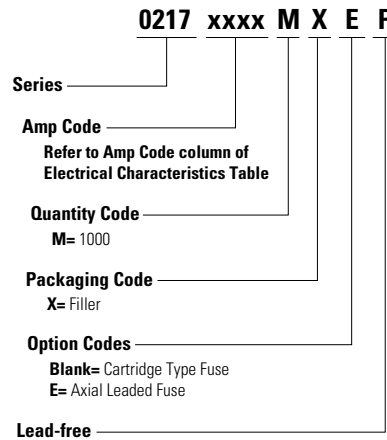 0217 xxxx M X E P
Series
Amp Code
Refer to Amp Code column of
Electrical Characteristics Table
Quantity Code
M= 1000
Packaging Code
X= Filler
Option Codes
Blank= Cartridge Type Fuse
E= Axial Leaded Fuse
Lead-free